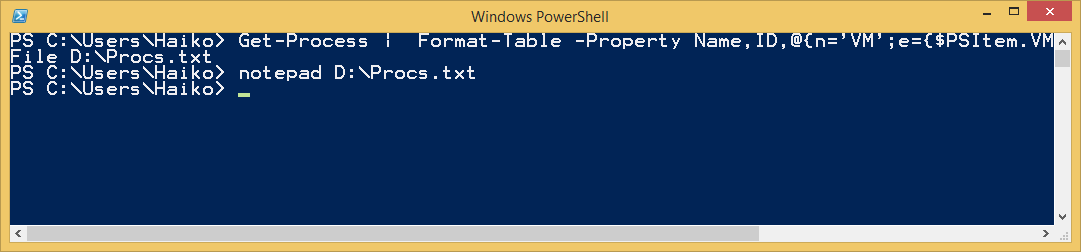 Windows PowerShell
PS C:\Users\Haiko> Get-Process |  Format-Table -Property Name,ID,@{n='VM';e={$PSItem.VM
File D:\Procs.txt
PS C:\Users\Haiko> notepad D:\Procs.txt
PS C:\Users\Haiko>